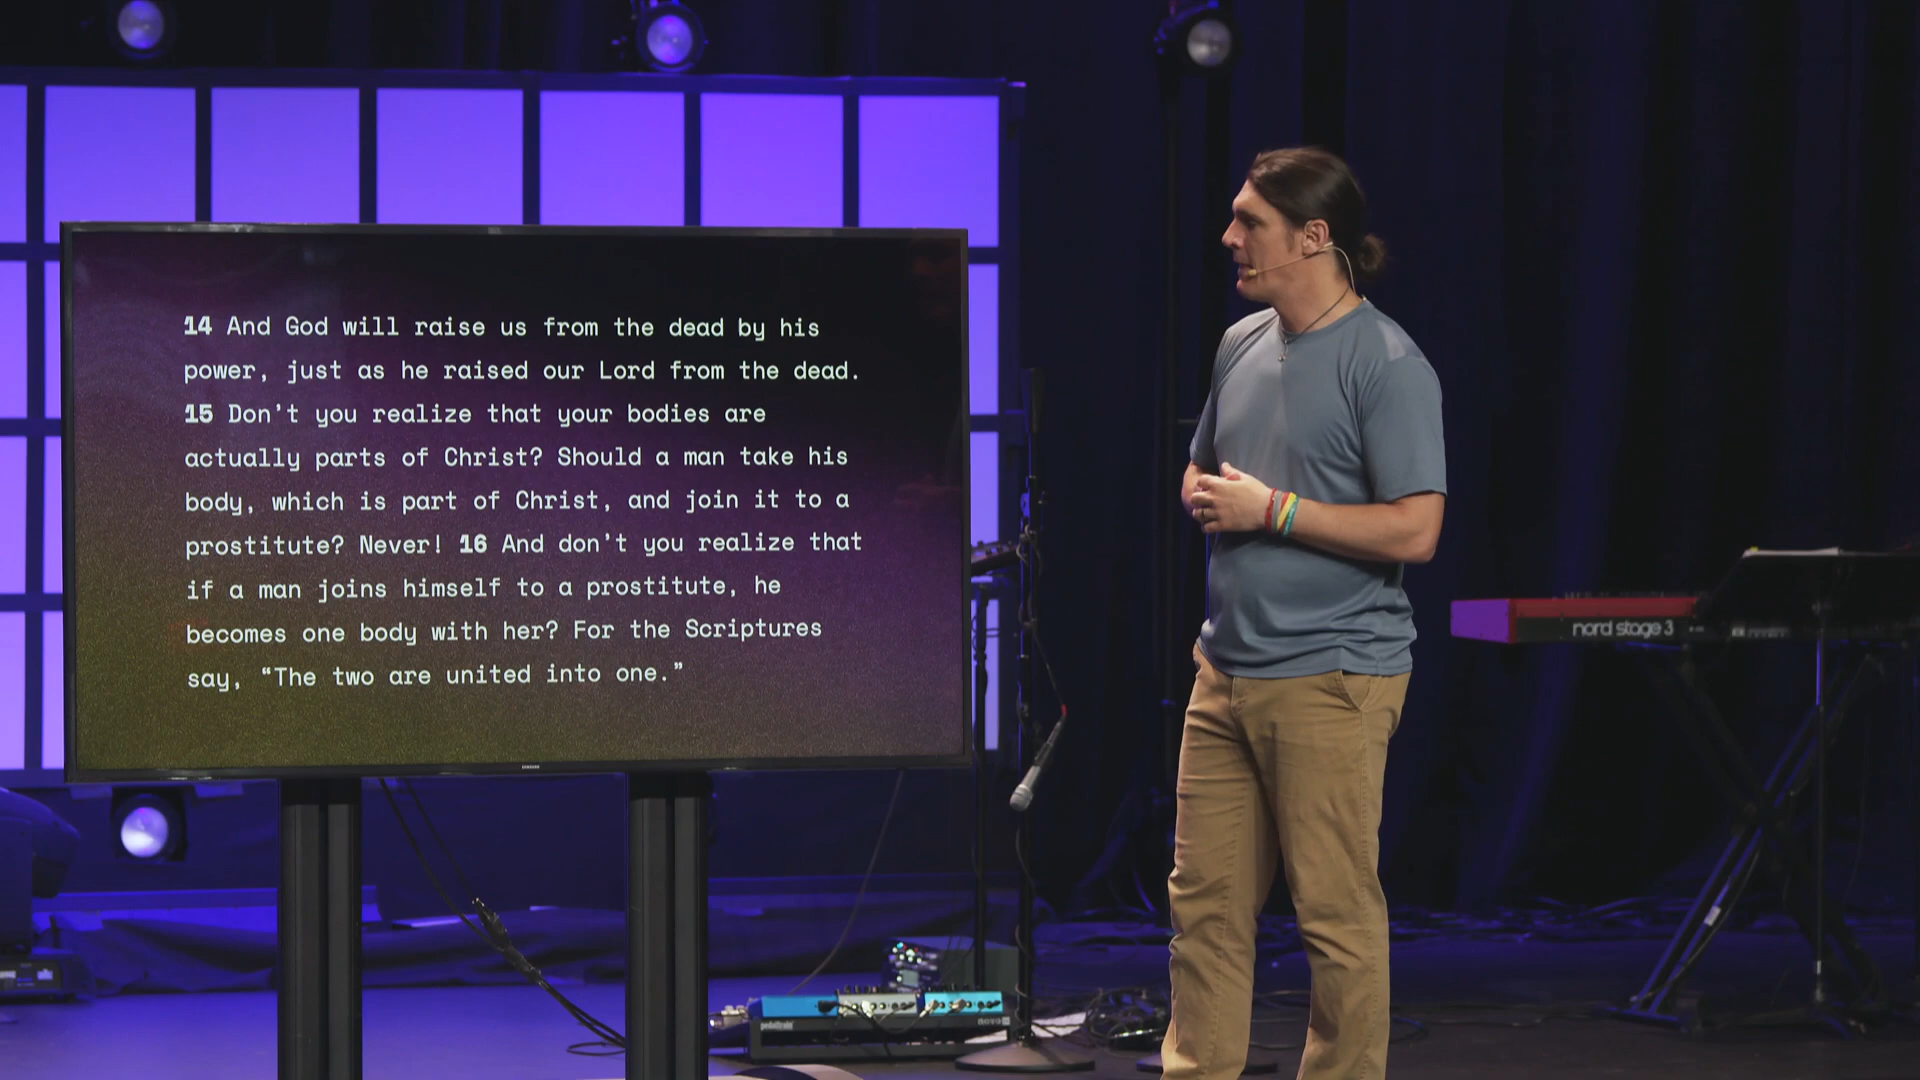 14 And God will raise us from the dead by his
power, just as he raised our Lord from the dead.
15 Don’t you realize that your bodies are
actually parts of Christ? Should a man take his
body, which is part of Christ, and join it to a
prostitute? Never! 16 And don’t you realize that
if a man joins himself to a prostitute, he
becomes one body with her? For the Scriptures
say, “The two are united into one.”
SAMSUNG
nord stage 3
pedaltrain
nova